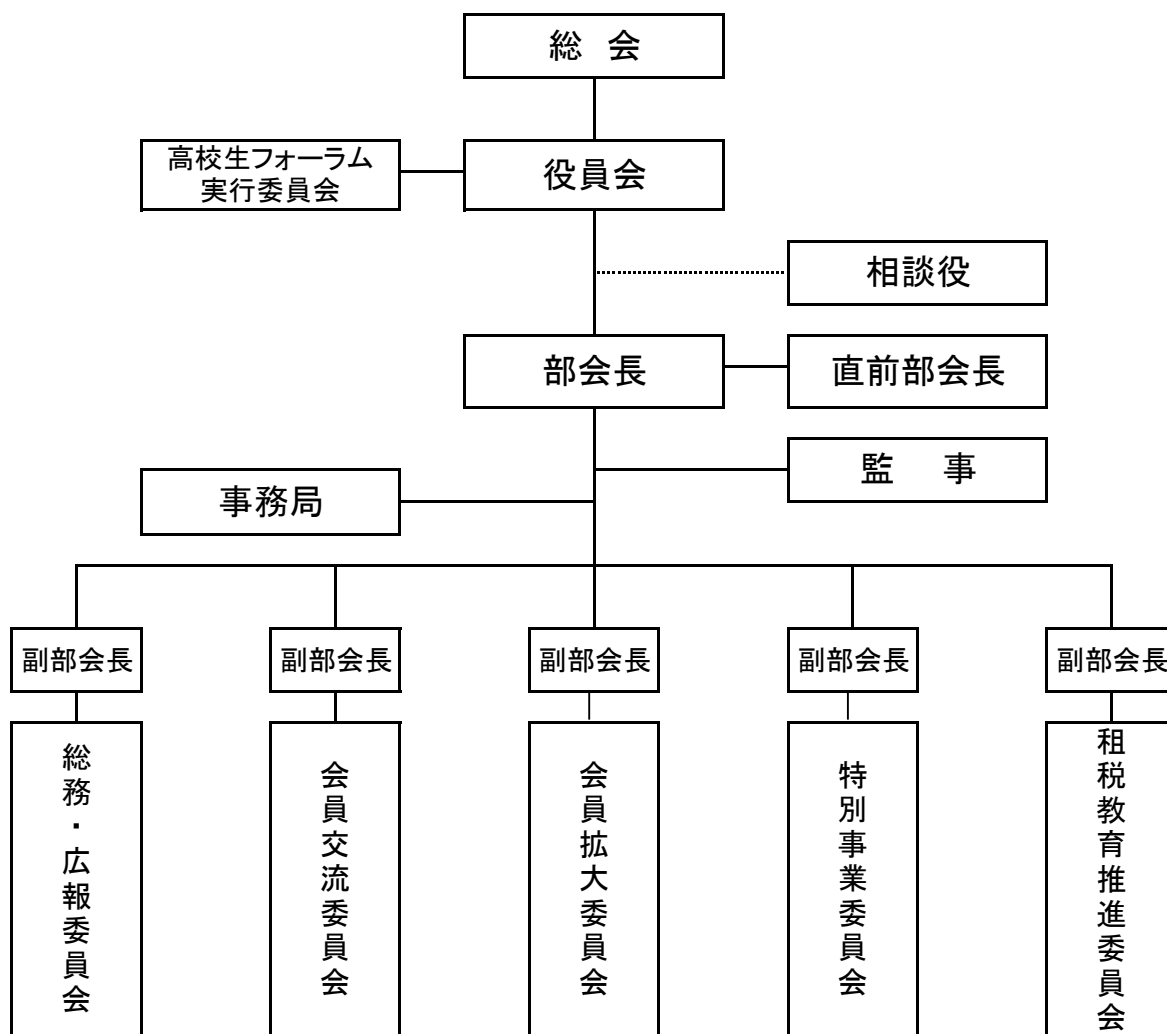 総 会
高校生フォーラム
実行委員会
役員会
相談役
部会長
直前部会長
監 事
事務局
副部会長
副部会長
副部会長
副部会長
副部会長
総務・広報委員会
会員交流委員会
会員拡大委員会
特別事業委員会
租税教育推進委員会